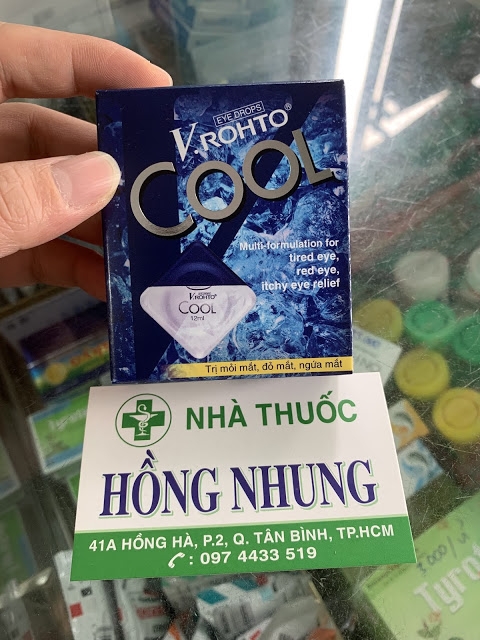 EYE DROPS
V.ROHTO®
COOL
Multi-formulation for
tired eye,
red eye,
itchy eye relief
V.ROHTO
COOL
12ml
Trị mỏi mắt, đỏ mắt, ngứa mắt
NHÀ THUỐC
HỒNG NHUNG
41A HỒNG HÀ, P.2, Q. TÂN BÌNH, TP.HCM
: 097 4433 519